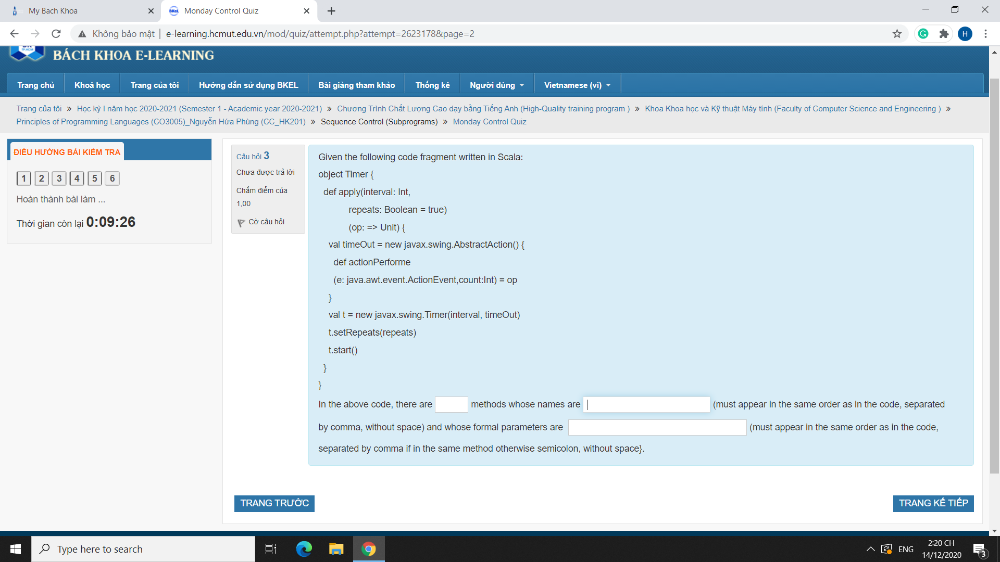 My Bach Khoa
BKeL Monday Control Quiz
Không bảo mật e-learning.hcmut.edu.vn/mod/quiz/attempt.php?attempt=2623178&page=2
H
BÁCH KHOA E-LEARNING
Trang chủ Khoá học Trang của tôi Hướng dẫn sử dụng BKEL Bài giảng tham khảo Thống kê Người dùng Vietnamese (vi)
Trang của tôi » Học kỳ I năm học 2020-2021 (Semester 1 - Academic year 2020-2021) » Chương Trình Chất Lượng Cao dạy bằng Tiếng Anh (High-Quality training program ) » Khoa Khoa học và Kỹ thuật Máy tính (Faculty of Computer Science and Engineering ) »
Principles of Programming Languages (CO3005)_Nguyễn Hứa Phùng (CC_HK201) » Sequence Control (Subprograms) » Monday Control Quiz
ĐIỀU HƯỚNG BÀI KIỂM TRA
1 2 3 4 5 6
Hoàn thành bài làm ...
Thời gian còn lại 0:09:26
Câu hỏi 3
Chưa được trả lời
Chấm điểm của
1,00
Cờ câu hỏi
Given the following code fragment written in Scala:
object Timer {
def apply(interval: Int,
repeats: Boolean = true)
(op: => Unit) {
val timeOut = new javax.swing.AbstractAction() {
def actionPerforme
(e: java.awt.event.ActionEvent,count:Int) = op
}
val t = new javax.swing.Timer(interval, timeOut)
t.setRepeats(repeats)
t.start()
}
}
In the above code, there are methods whose names are (must appear in the same order as in the code, separated
by comma, without space) and whose formal parameters are (must appear in the same order as in the code,
separated by comma if in the same method otherwise semicolon, without space}.
TRANG TRƯỚC
TRANG KẾ TIẾP
Type here to search
ENG
2:20 CH
14/12/2020
3